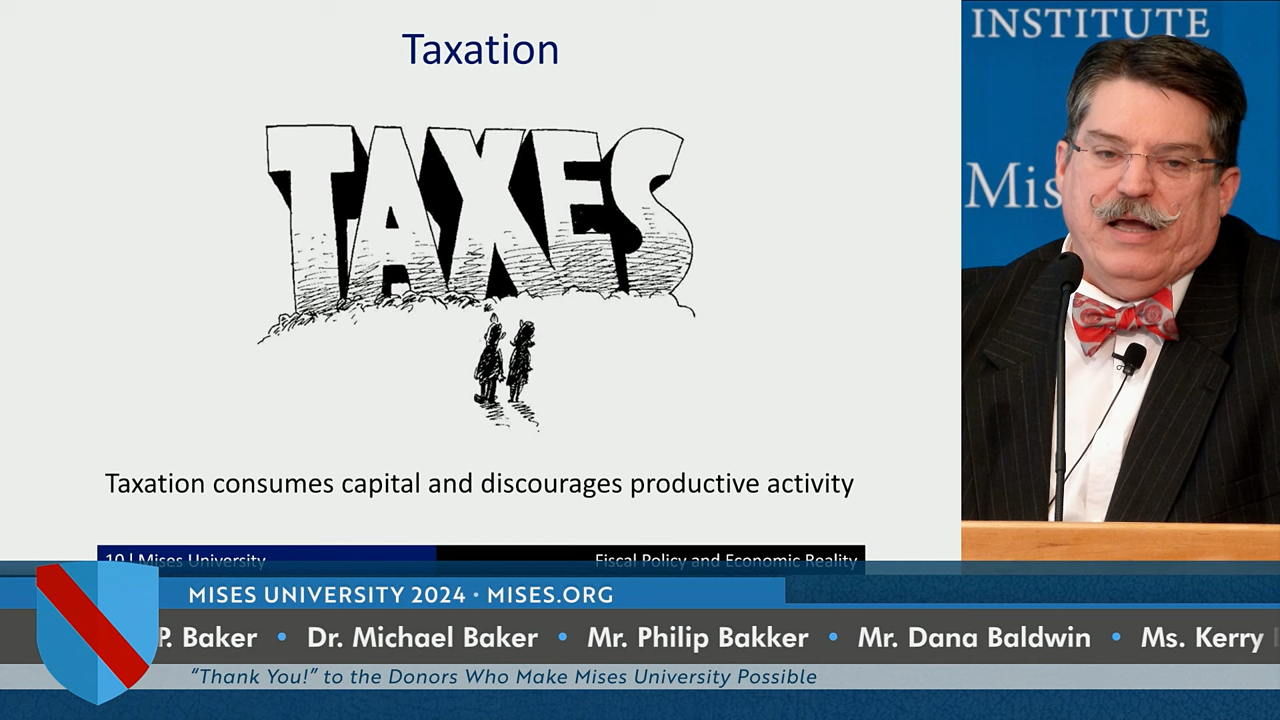 Taxation
TAXES
Taxation consumes capital and discourages productive activity
10 | Mises University
Fiscal Policy and Economic Reality
INSTITUTE
Mis
MISES UNIVERSITY 2024 • MISES.ORG
P. Baker • Dr. Michael Baker • Mr. Philip Bakker • Mr. Dana Baldwin • Ms. Kerry
“Thank You!” to the Donors Who Make Mises University Possible